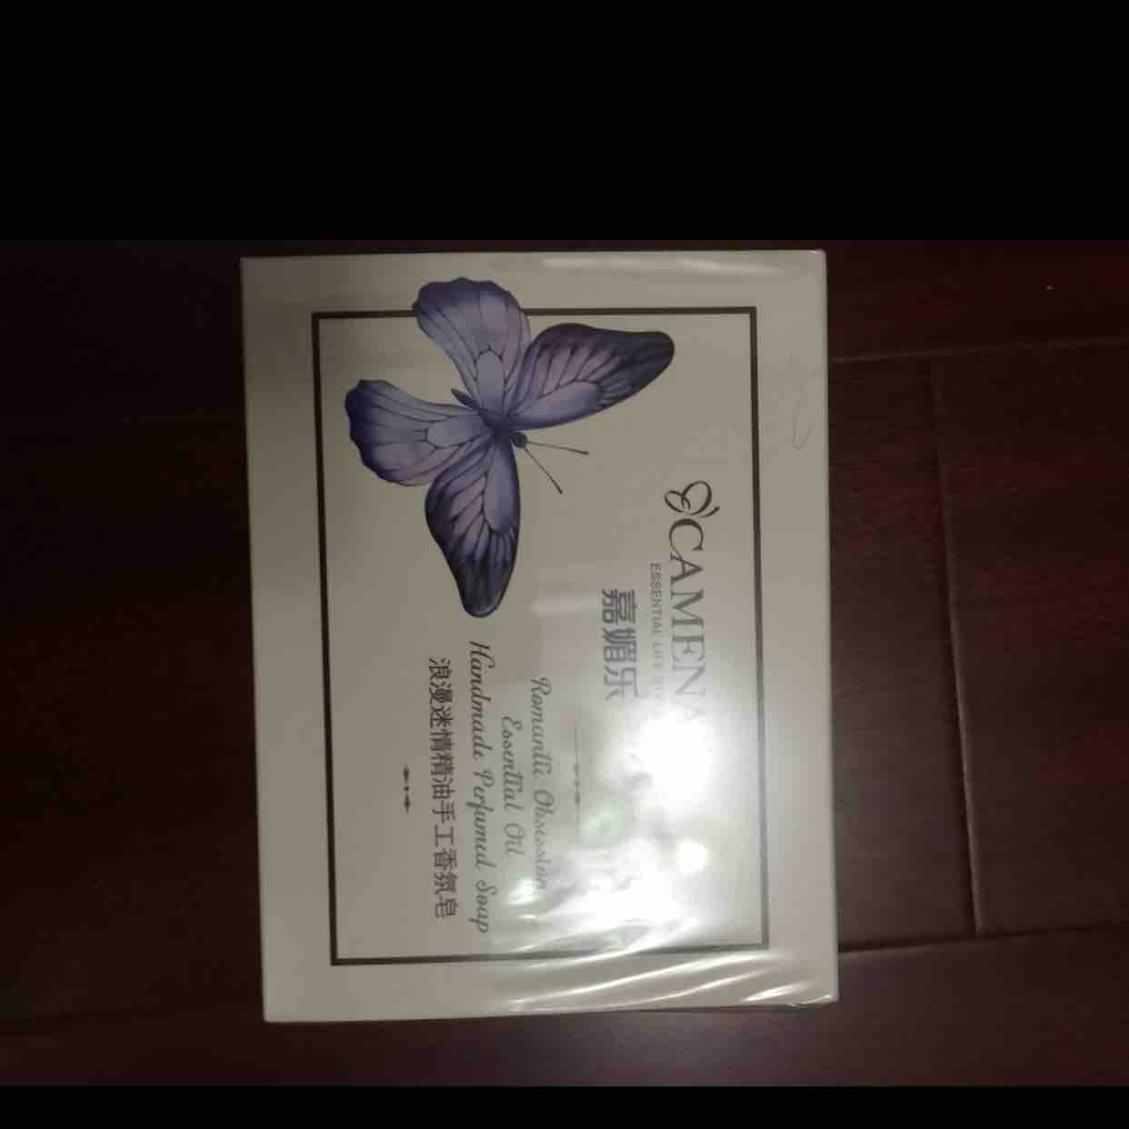 CAMENA
ESSENTIAL LIFE
嘉媚乐
Romantic Obsession
Essential Oil
Handmade Perfumed Soap
浪漫迷情精油手工香氛皂